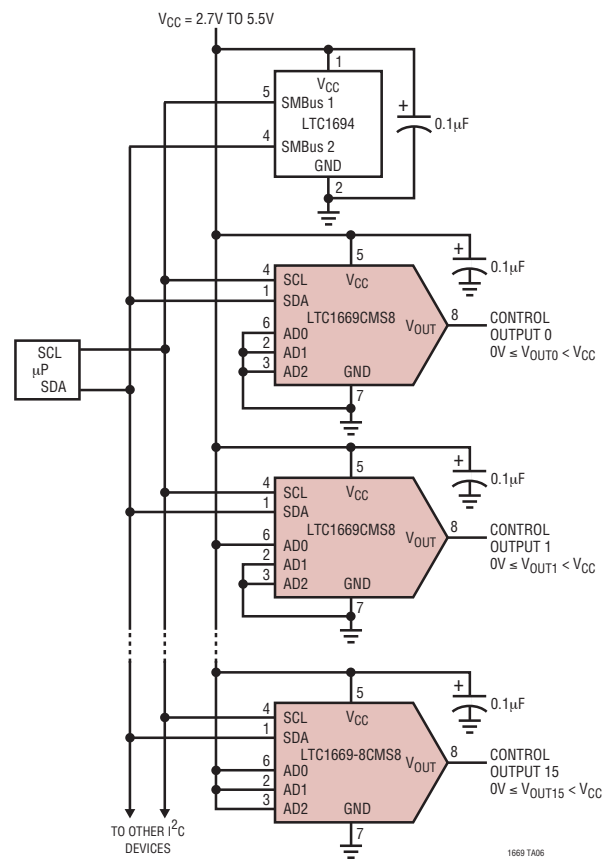 VCC = 2.7V TO 5.5V
1
VCC
5
SMBus 1
LTC1694
4
SMBus 2
GND
2
+
0.1µF
5
+
0.1µF
4
SCL
VCC
1
SDA
LTC1669CMS8
6
AD0
VOUT
8
CONTROL
OUTPUT 0
0V ≤ VOUT0 < VCC
2
AD1
3
AD2
GND
7
SCL
µP
SDA
5
+
0.1µF
4
SCL
VCC
1
SDA
LTC1669CMS8
6
AD0
VOUT
8
CONTROL
OUTPUT 1
0V ≤ VOUT1 < VCC
2
AD1
3
AD2
GND
7
5
+
0.1µF
4
SCL
VCC
1
SDA
LTC1669-8CMS8
6
AD0
VOUT
8
CONTROL
OUTPUT 15
0V ≤ VOUT15 < VCC
2
AD1
3
AD2
GND
7
TO OTHER I2C
DEVICES
1669 TA06